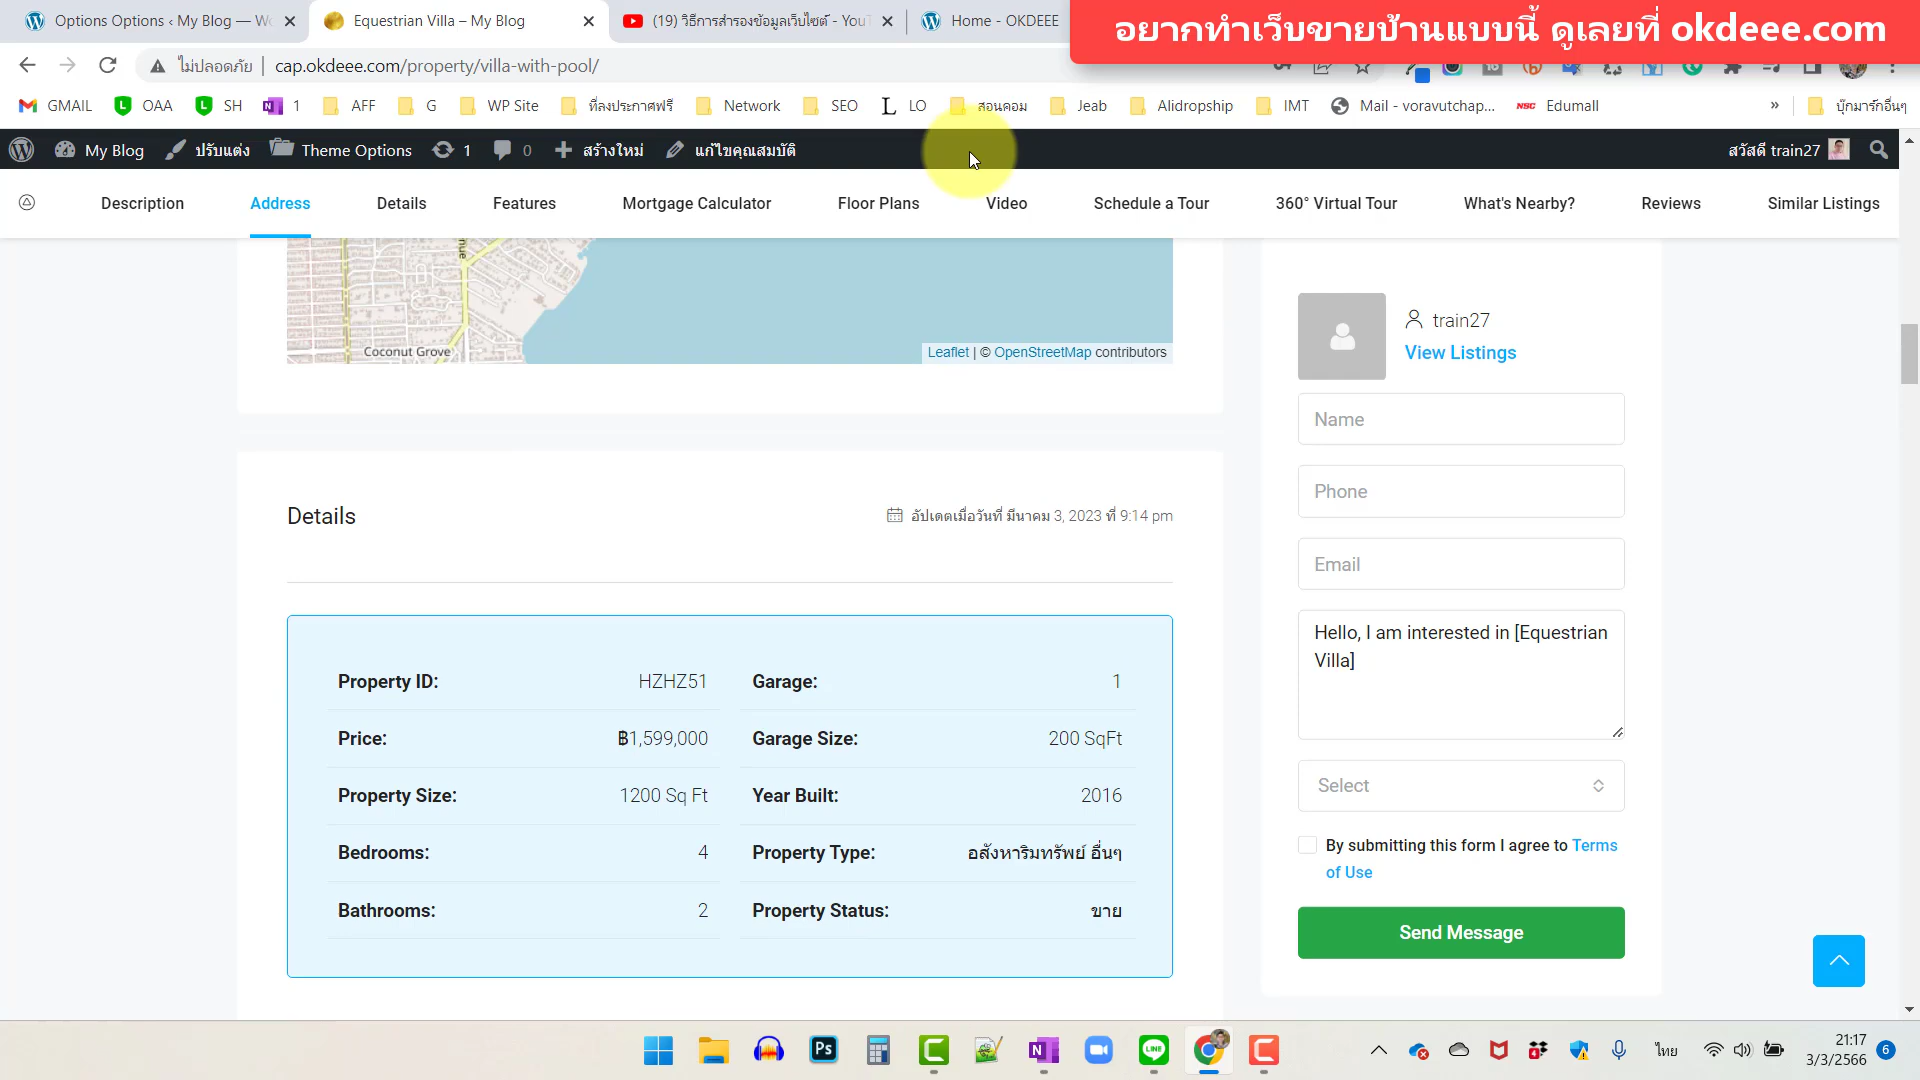 Options Options ‹ My Blog — W
Equestrian Villa – My Blog
(19) วิธีการสำรองข้อมูลเว็บไซต์ - YouT
Home - OKDEEE
อยากทำเว็บขายบ้านแบบนี้ ดูเลยที่ okdeee.com
ไม่ปลอดภัย
cap.okdeee.com/property/villa-with-pool/
GMAIL
OAA
SH
1
AFF
G
WP Site
ที่ลงประกาศฟรี
Network
SEO
LO
สอนคอม
Jeab
Alidropship
IMT
Mail - voravutchap...
Edumall
»
บุ๊กมาร์กอื่นๆ
My Blog
ปรับแต่ง
Theme Options
1
0
สร้างใหม่
แก้ไขคุณสมบัติ
สวัสดี train27
Description
Address
Details
Features
Mortgage Calculator
Floor Plans
Video
Schedule a Tour
360° Virtual Tour
What's Nearby?
Reviews
Similar Listings
Coconut Grove
Leaflet | © OpenStreetMap contributors
train27
View Listings
Name
Phone
Email
Hello, I am interested in [Equestrian
Villa]
Select
By submitting this form I agree to Terms
of Use
Send Message
Details
อัปเดตเมื่อวันที่ มีนาคม 3, 2023 ที่ 9:14 pm
Property ID: HZHZ51
Garage: 1
Price: ฿1,599,000
Garage Size: 200 SqFt
Property Size: 1200 Sq Ft
Year Built: 2016
Bedrooms: 4
Property Type: อสังหาริมทรัพย์ อื่นๆ
Bathrooms: 2
Property Status: ขาย
Ps
LINE
ไทย
21:17
3/3/2566
6